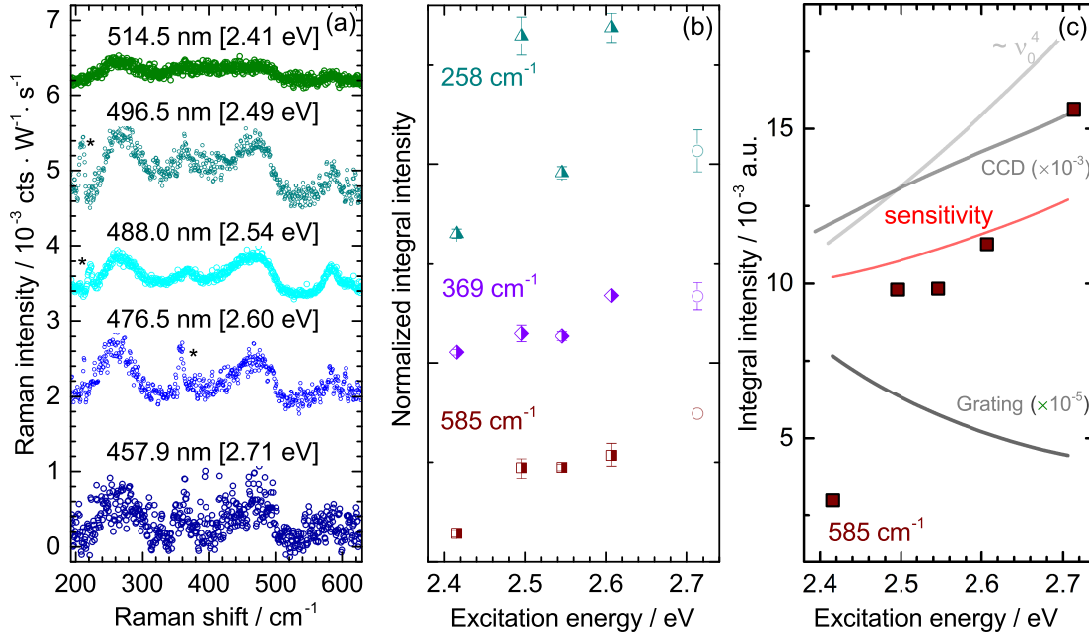 (a)
514.5 nm [2.41 eV]
*
496.5 nm [2.49 eV]
*
488.0 nm [2.54 eV]
476.5 nm [2.60 eV]
*
457.9 nm [2.71 eV]
7
6
5
4
3
2
1
0
Raman intensity / 10⁻³ cts · W⁻¹ · s⁻¹
200 300 400 500 600
Raman shift / cm⁻¹
(b)
258 cm⁻¹
369 cm⁻¹
585 cm⁻¹
Normalized integral intensity
2.4 2.5 2.6 2.7
Excitation energy / eV
(c)
~ ν₀⁴
CCD (×10⁻³)
sensitivity
Grating (×10⁻⁵)
585 cm⁻¹
15
10
5
Integral intensity / 10⁻³ a.u.
2.4 2.5 2.6 2.7
Excitation energy / eV